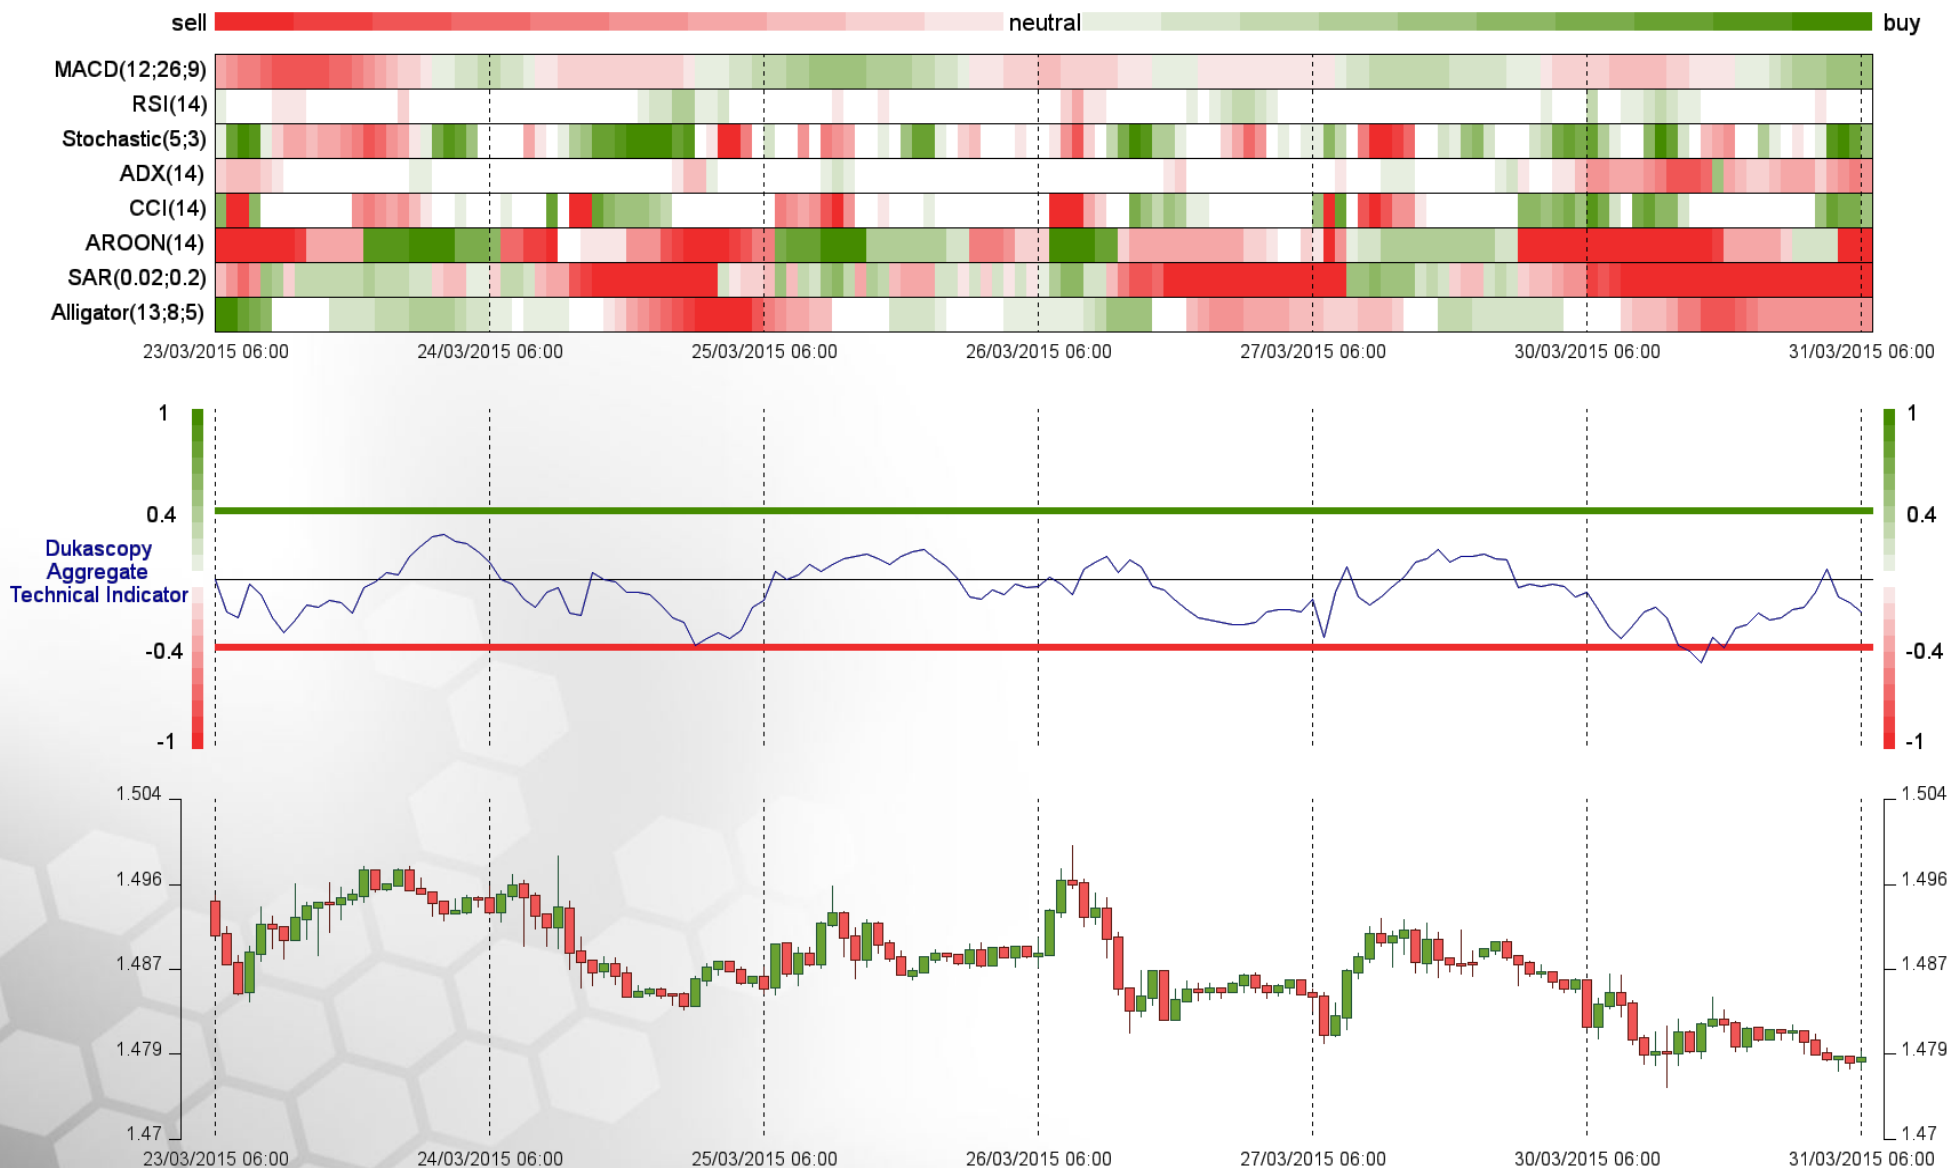 sell neutral buy
MACD(12;26;9)
RSI(14)
Stochastic(5;3)
ADX(14)
CCI(14)
AROON(14)
SAR(0.02;0.2)
Alligator(13;8;5)
23/03/2015 06:00 24/03/2015 06:00 25/03/2015 06:00 26/03/2015 06:00 27/03/2015 06:00 30/03/2015 06:00 31/03/2015 06:00
1 1
0.4 0.4
Dukascopy
Aggregate
Technical Indicator
-0.4 -0.4
-1 -1
1.504 1.504
1.496 1.496
1.487 1.487
1.479 1.479
1.47 1.47
23/03/2015 06:00 24/03/2015 06:00 25/03/2015 06:00 26/03/2015 06:00 27/03/2015 06:00 30/03/2015 06:00 31/03/2015 06:00